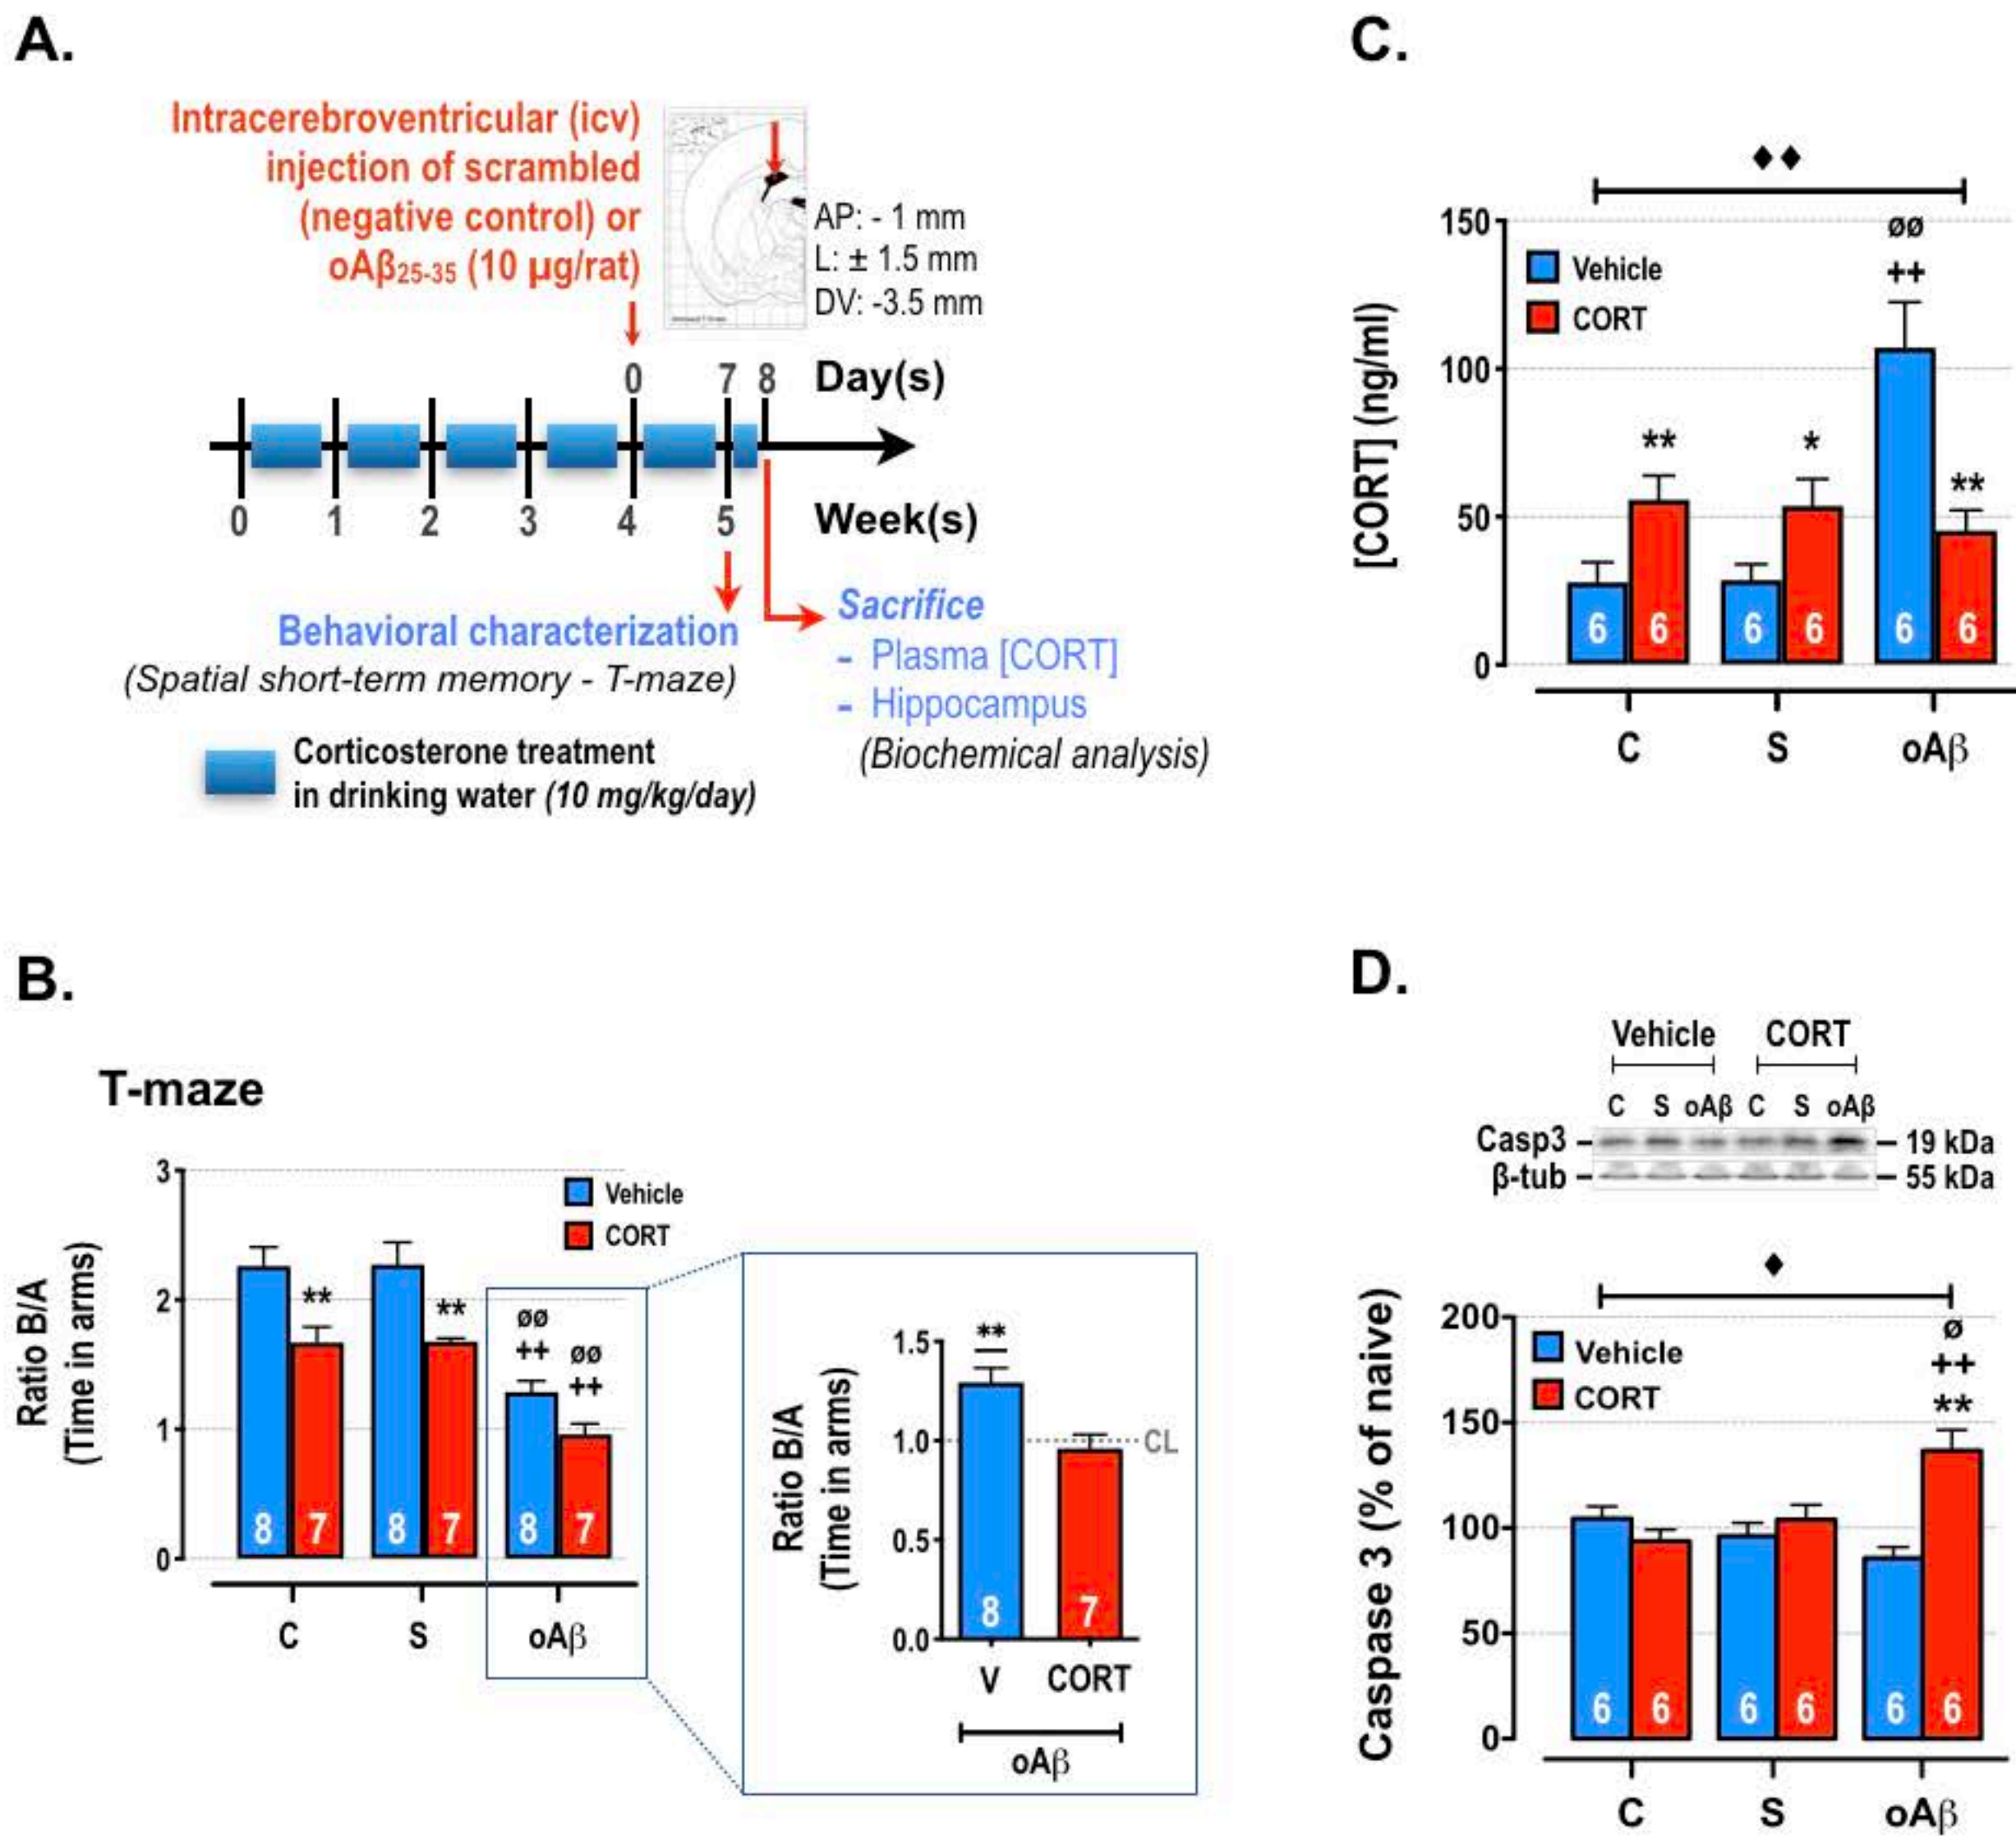 A.
Intracerebroventricular (icv)
injection of scrambled
(negative control) or
oAβ25-35 (10 µg/rat)
AP: - 1 mm
L: ± 1.5 mm
DV: -3.5 mm
0 7 8 Day(s)
0 1 2 3 4 5 Week(s)
Behavioral characterization
(Spatial short-term memory - T-maze)
Sacrifice
- Plasma [CORT]
- Hippocampus
(Biochemical analysis)
Corticosterone treatment
in drinking water (10 mg/kg/day)
B.
T-maze
Ratio B/A
(Time in arms)
3
2
1
0
Vehicle
CORT
**
**
øø
++
øø
++
8 7 8 7 8 7
C S oAβ
Ratio B/A
(Time in arms)
1.5
1.0
0.5
0.0
**
CL
8 7
V CORT
oAβ
C.
♦♦
[CORT] (ng/ml)
150
100
50
0
Vehicle
CORT
**
*
øø
++
**
6 6 6 6 6 6
C S oAβ
D.
Vehicle CORT
C S oAβ C S oAβ
Casp3 – – 19 kDa
β-tub – – 55 kDa
♦
Caspase 3 (% of naive)
200
150
100
50
0
Vehicle
CORT
ø
++
**
6 6 6 6 6 6
C S oAβ